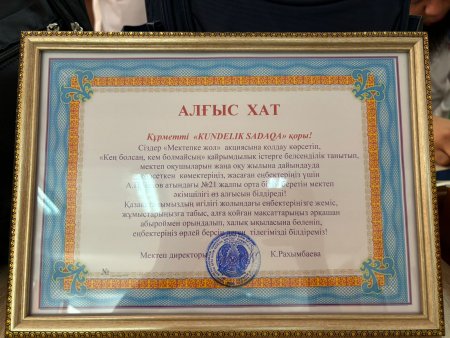 АЛҒЫС ХАТ
Құрметті «KUNDELIK SADAQA» қоры!
Сіздер «Мектепке жол» акциясына қолдау көрсетіп,
«Кең болсаң, кем болмайсың» қайырымдылық істерге белсенділік танытып,
мектеп оқушыларын жаңа оқу жылына дайындауда
көмектеріңіз, жасаған еңбектеріңіз үшін
атындағы №21 жалпы орта білім беретін мектеп
әкімшілігі өз алғысын білдіреді!
игілігі жолындағы еңбектеріңізге жеміс,
жұмыстарыңызға табыс, алға қойған мақсаттарыңыз әрқашан
абыроймен орындалып, халық ықыласына бөленіп,
еңбектеріңіз өрлей берсін деген тілегімізді білдіреміз!
Мектеп директоры К.Рахымбаева
№